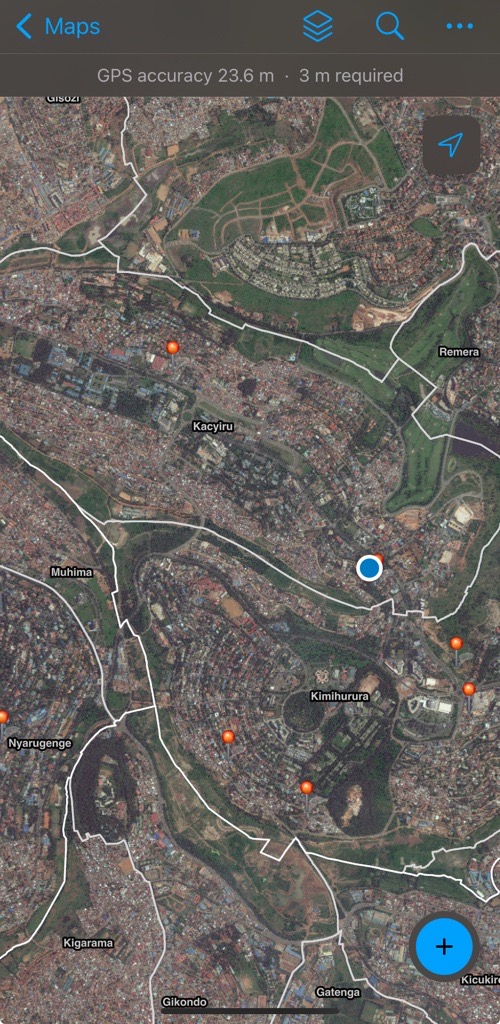 Maps
GPS accuracy 23.6 m · 3 m required
Gisozi
Remera
Kacyiru
Muhima
Kimihurura
Nyarugenge
Kigarama
Gatenga
Kicukiro
Gikondo